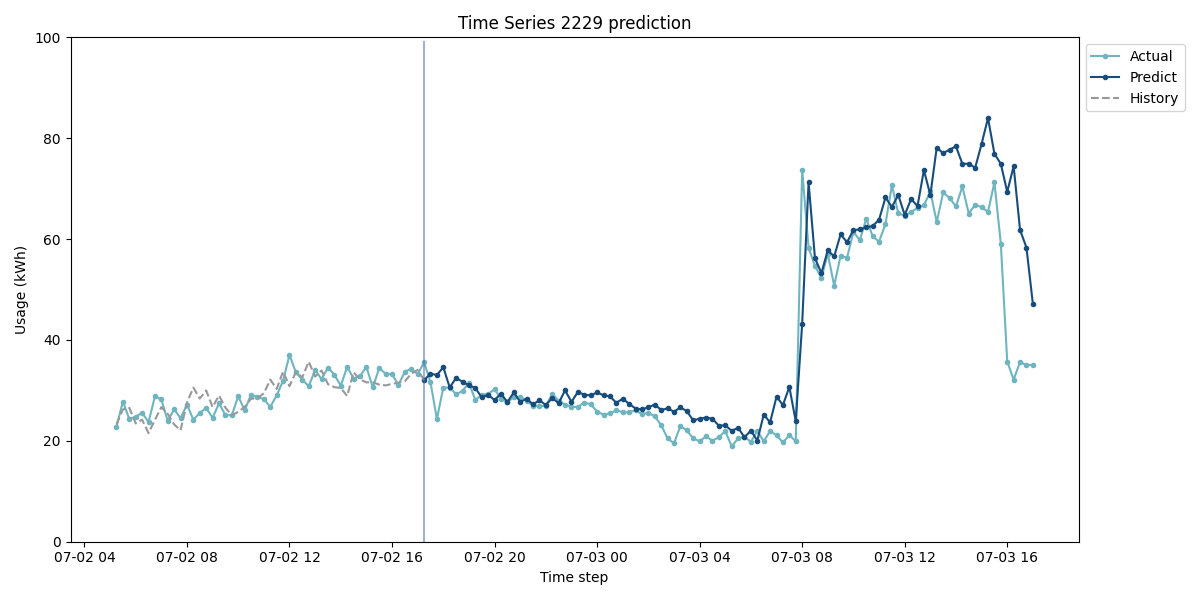 Time Series 2229 prediction
100
80
60
40
20
0
Usage (kWh)
07-02 04
07-02 08
07-02 12
07-02 16
07-02 20
07-03 00
07-03 04
07-03 08
07-03 12
07-03 16
Time step
Actual
Predict
History